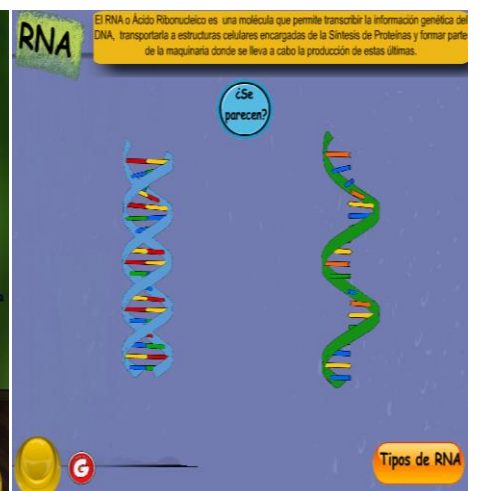 RNA
El RNA o Ácido Ribonucleico es una molécula que permite transcribir la información genética del
DNA, transportarla a estructuras celulares encargadas de la Síntesis de Proteínas y formar parte
de la maquinaria donde se lleva a cabo la producción de estas últimas.
¿Se
parecen?
G
Tipos de RNA